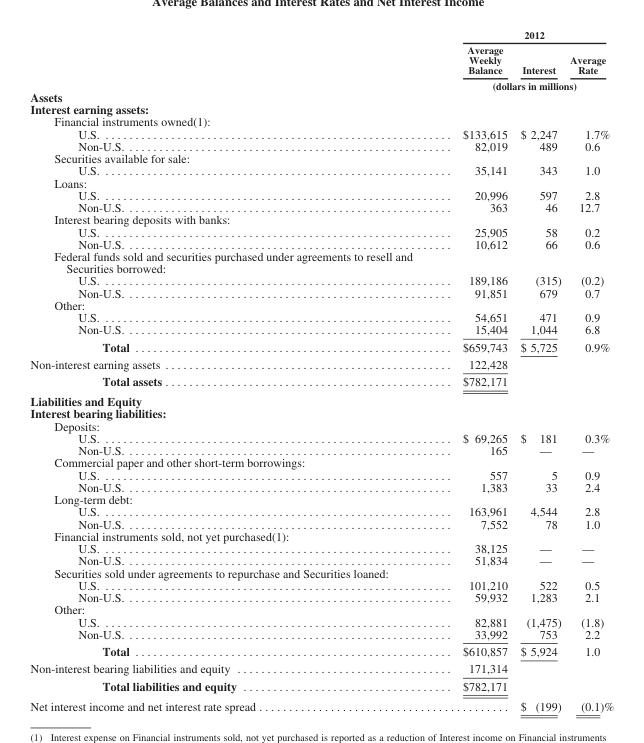 Average Balances and Interest Rates and Net Interest Income
2012
Average
Weekly
Balance Interest Average
Rate
(dollars in millions)
Assets
Interest earning assets:
Financial instruments owned(1):
U.S. $133,615 $ 2,247 1.7%
Non-U.S. 82,019 489 0.6
Securities available for sale:
U.S. 35,141 343 1.0
Loans:
U.S. 20,996 597 2.8
Non-U.S. 363 46 12.7
Interest bearing deposits with banks:
U.S. 25,905 58 0.2
Non-U.S. 10,612 66 0.6
Federal funds sold and securities purchased under agreements to resell and
Securities borrowed:
U.S. 189,186 (315) (0.2)
Non-U.S. 91,851 679 0.7
Other:
U.S. 54,651 471 0.9
Non-U.S. 15,404 1,044 6.8
Total $659,743 $ 5,725 0.9%
Non-interest earning assets 122,428
Total assets $782,171
Liabilities and Equity
Interest bearing liabilities:
Deposits:
U.S. $ 69,265 $ 181 0.3%
Non-U.S. 165 — —
Commercial paper and other short-term borrowings:
U.S. 557 5 0.9
Non-U.S. 1,383 33 2.4
Long-term debt:
U.S. 163,961 4,544 2.8
Non-U.S. 7,552 78 1.0
Financial instruments sold, not yet purchased(1):
U.S. 38,125 — —
Non-U.S. 51,834 — —
Securities sold under agreements to repurchase and Securities loaned:
U.S. 101,210 522 0.5
Non-U.S. 59,932 1,283 2.1
Other:
U.S. 82,881 (1,475) (1.8)
Non-U.S. 33,992 753 2.2
Total $610,857 $ 5,924 1.0
Non-interest bearing liabilities and equity 171,314
Total liabilities and equity $782,171
Net interest income and net interest rate spread $ (199) (0.1)%
(1) Interest expense on Financial instruments sold, not yet purchased is reported as a reduction of Interest income on Financial instruments